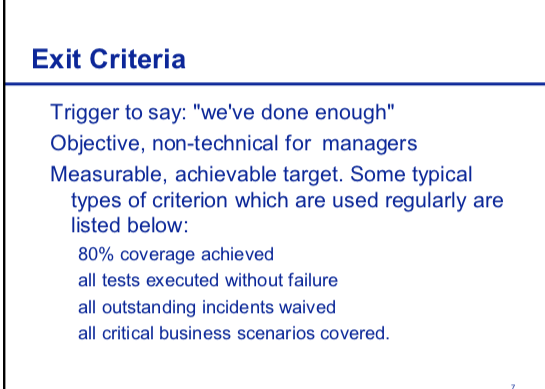 Exit Criteria
Trigger to say: "we've done enough"
Objective, non-technical for  managers
Measurable, achievable target. Some typical
types of criterion which are used regularly are
listed below:
80% coverage achieved
all tests executed without failure
all outstanding incidents waived
all critical business scenarios covered.
7